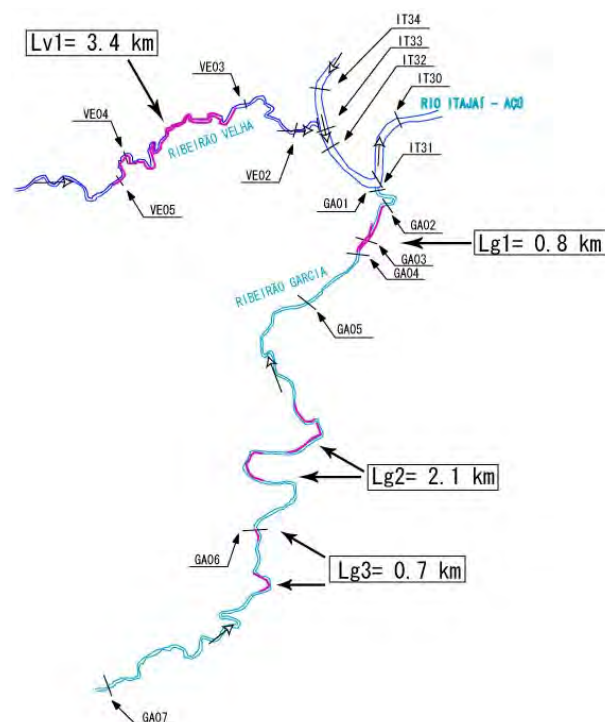 IT34
IT33
Lv1= 3.4 km
IT32
VE03
IT30
RIO ITAJAÍ - AÇÚ
VE04
RIBEIRÃO VELHA
VE02
IT31
VE05
GA01
GA02
Lg1= 0.8 km
GA03
GA04
RIBEIRÃO GARCIA
GA05
Lg2= 2.1 km
GA06
Lg3= 0.7 km
GA07